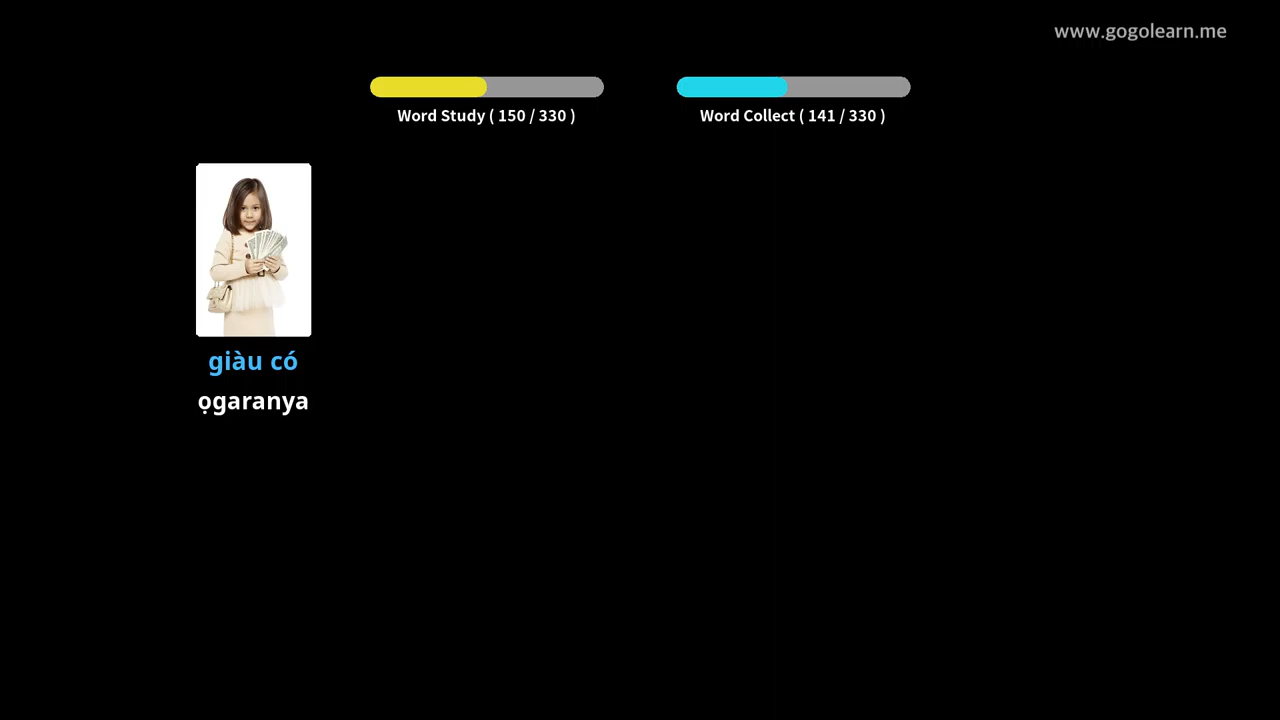 www.gogolearn.me
Word Study ( 150 / 330 )
Word Collect ( 141 / 330 )
giàu có
ọgaranya